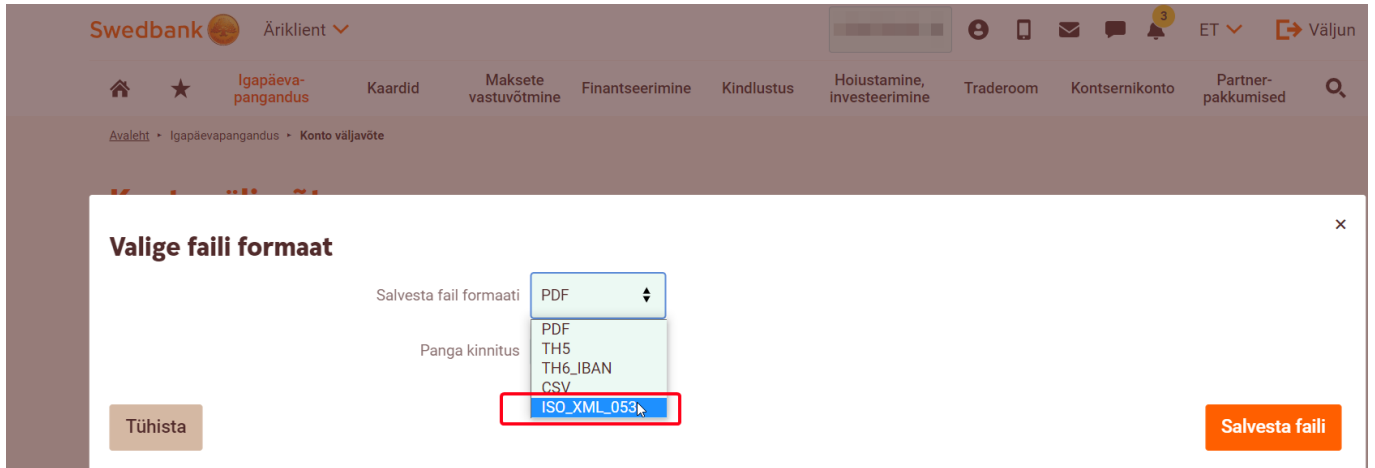 Swedbank Äriklient 3 ET Väljun
Igapäeva-
pangandus
Kaardid
Maksete
vastuvõtmine
Finantseerimine
Kindlustus
Hoiustamine,
investeerimine
Traderoom
Kontsernikonto
Partner-
pakkumised
Avaleht ‣ Igapäevapangandus ‣ Konto väljavõte
Valige faili formaat
×
Salvesta fail formaati PDF
PDF
Panga kinnitus TH5
TH6_IBAN
CSV
ISO_XML_053
Tühista Salvesta faili